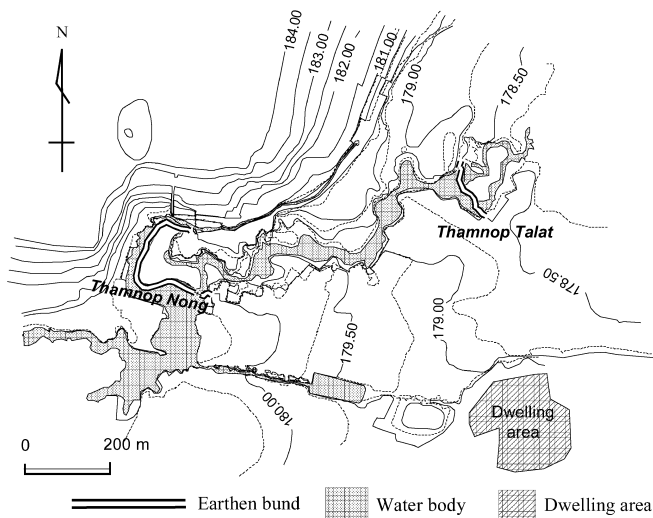 N
184.00
183.00
182.00
181.00
179.00
178.50
Thamnop Talat
178.50
Thamnop Nong
179.50
179.00
180.00
Dwelling
area
0 200 m
Earthen bund
Water body
Dwelling area